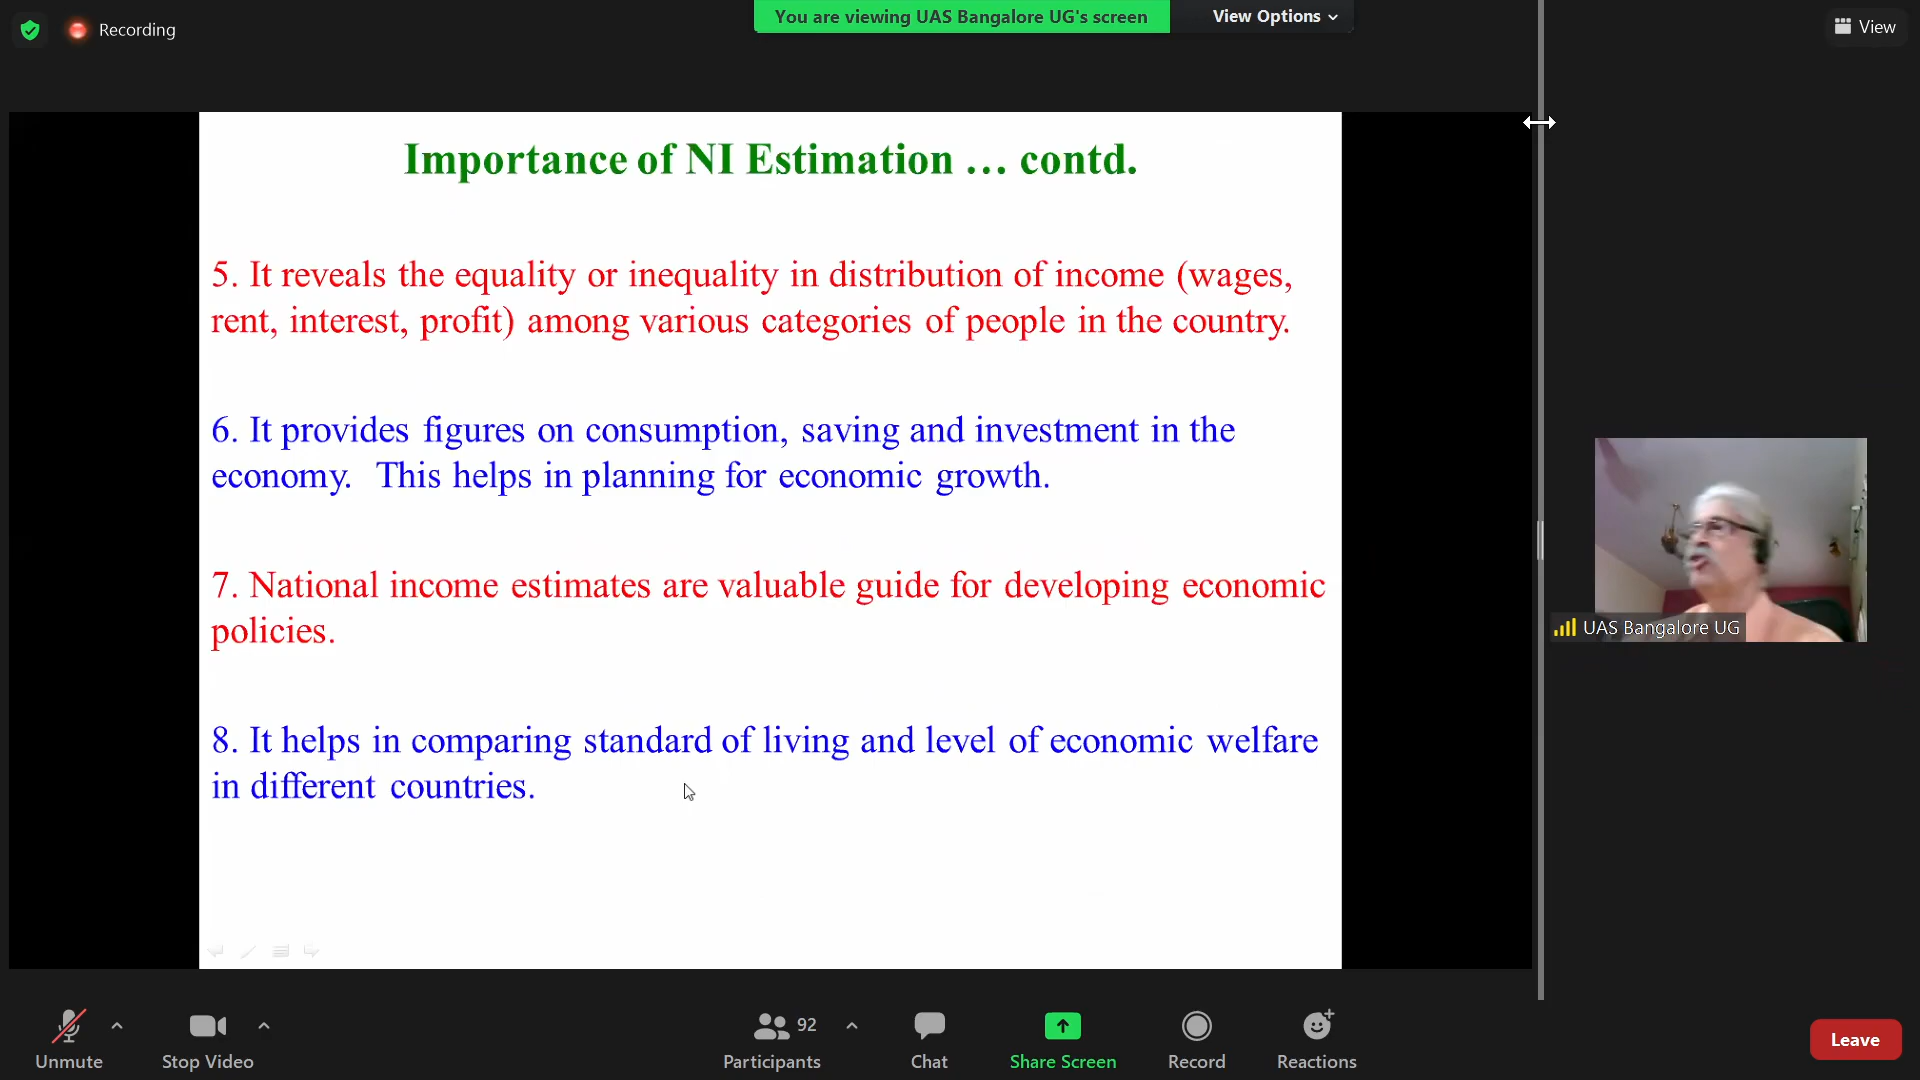 Recording
You are viewing UAS Bangalore UG's screen
View Options
View
Importance of NI Estimation … contd.
5. It reveals the equality or inequality in distribution of income (wages,
rent, interest, profit) among various categories of people in the country.
6. It provides figures on consumption, saving and investment in the
economy.  This helps in planning for economic growth.
7. National income estimates are valuable guide for developing economic
policies.
8. It helps in comparing standard of living and level of economic welfare
in different countries.
UAS Bangalore UG
Unmute
Stop Video
92
Participants
Chat
Share Screen
Record
Reactions
Leave